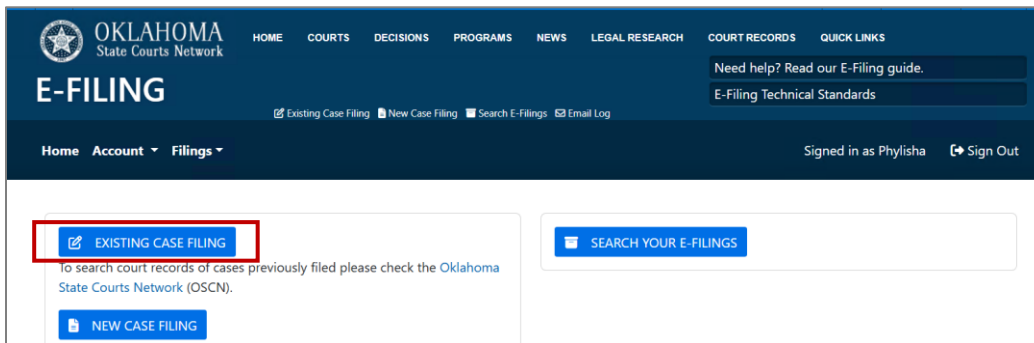 OKLAHOMA
State Courts Network
HOME COURTS DECISIONS PROGRAMS NEWS LEGAL RESEARCH COURT RECORDS QUICK LINKS
Need help? Read our E-Filing guide.
E-FILING
E-Filing Technical Standards
Existing Case Filing New Case Filing Search E-Filings Email Log
Home Account Filings Signed in as Phylisha Sign Out
EXISTING CASE FILING
SEARCH YOUR E-FILINGS
To search court records of cases previously filed please check the Oklahoma
State Courts Network (OSCN).
NEW CASE FILING